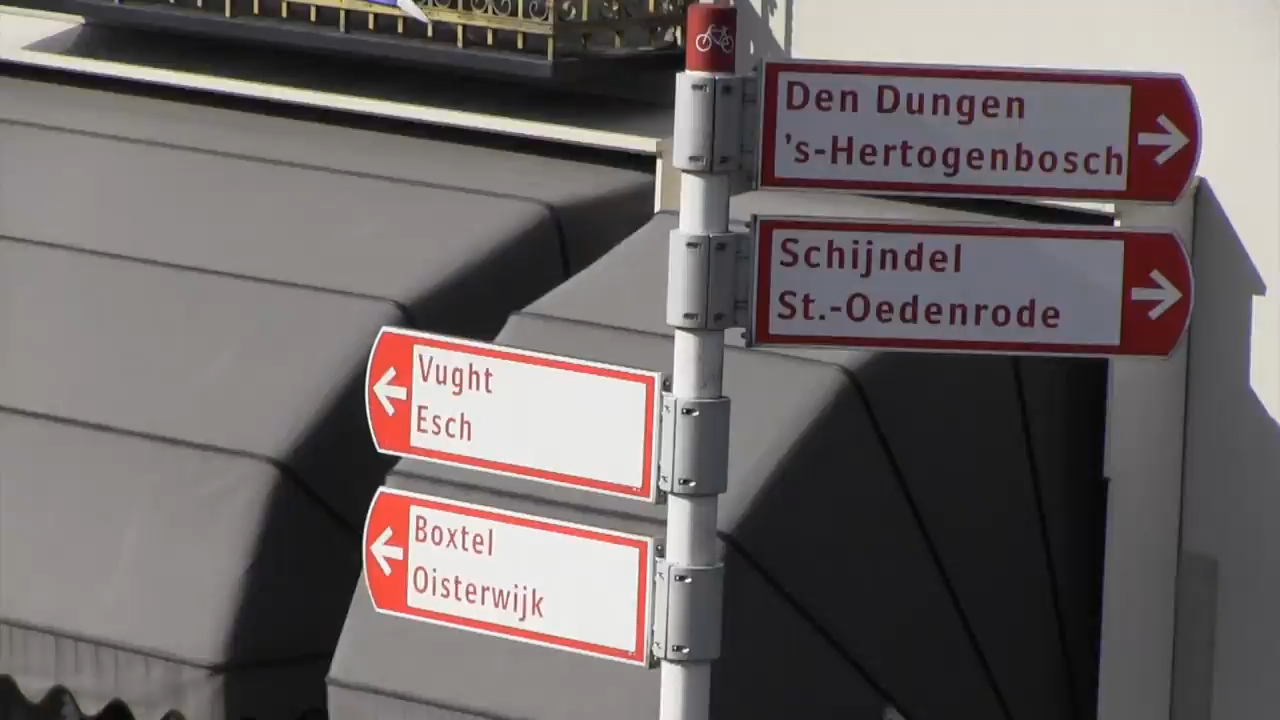 Den Dungen
's-Hertogenbosch
Schijndel
St.-Oedenrode
Vught
Esch
Boxtel
Oisterwijk